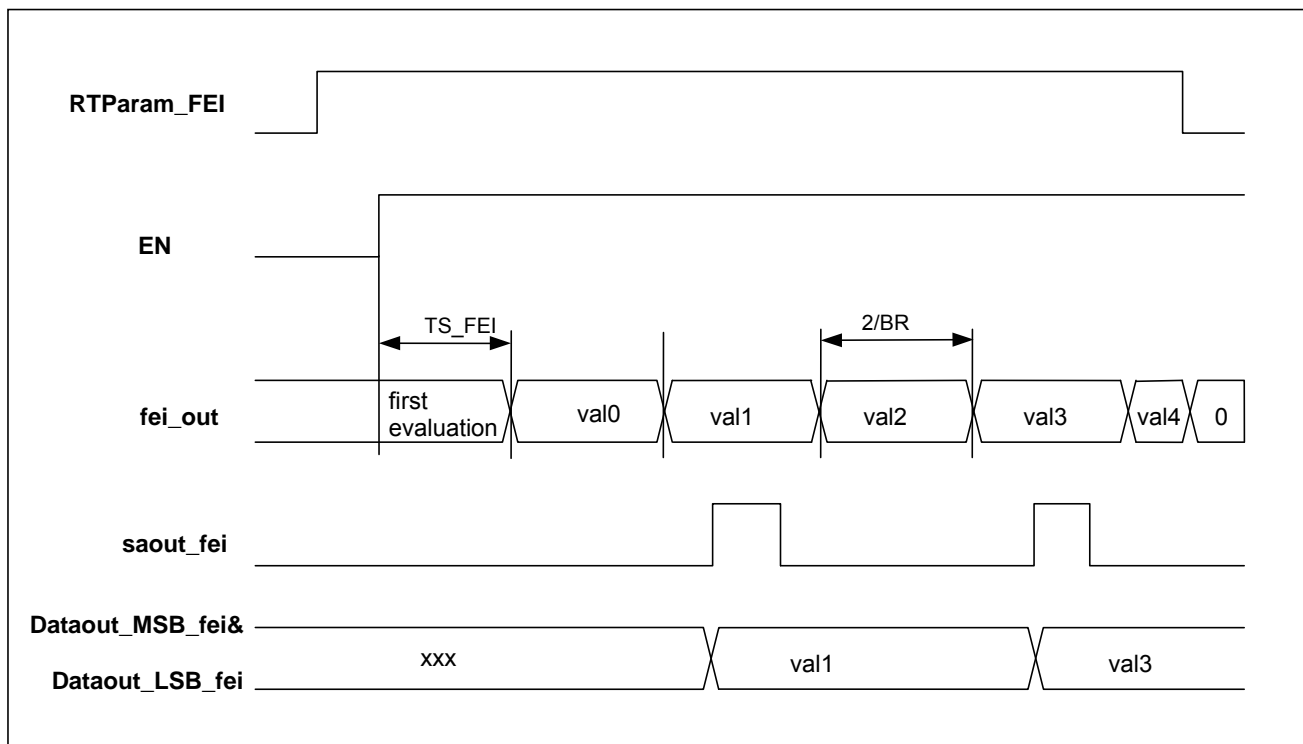 RTParam_FEI
EN
TS_FEI
2/BR
fei_out
first
evaluation
val0
val1
val2
val3
val4
0
saout_fei
Dataout_MSB_fei&
Dataout_LSB_fei
xxx
val1
val3